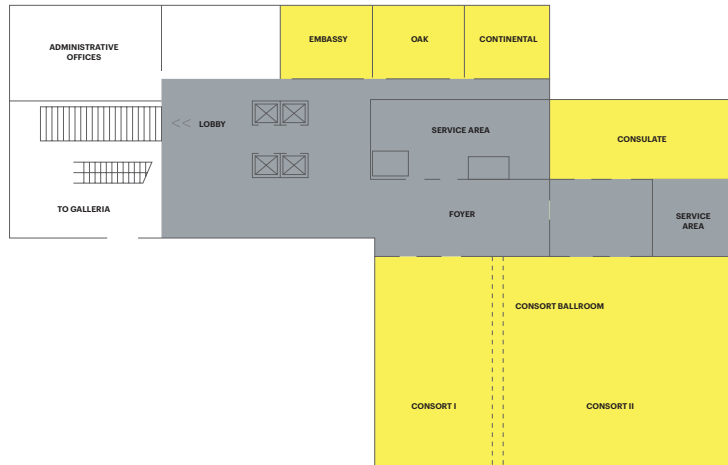 ADMINISTRATIVE
OFFICES
EMBASSY
OAK
CONTINENTAL
<< LOBBY
SERVICE AREA
CONSULATE
TO GALLERIA
FOYER
SERVICE
AREA
CONSORT BALLROOM
CONSORT I
CONSORT II